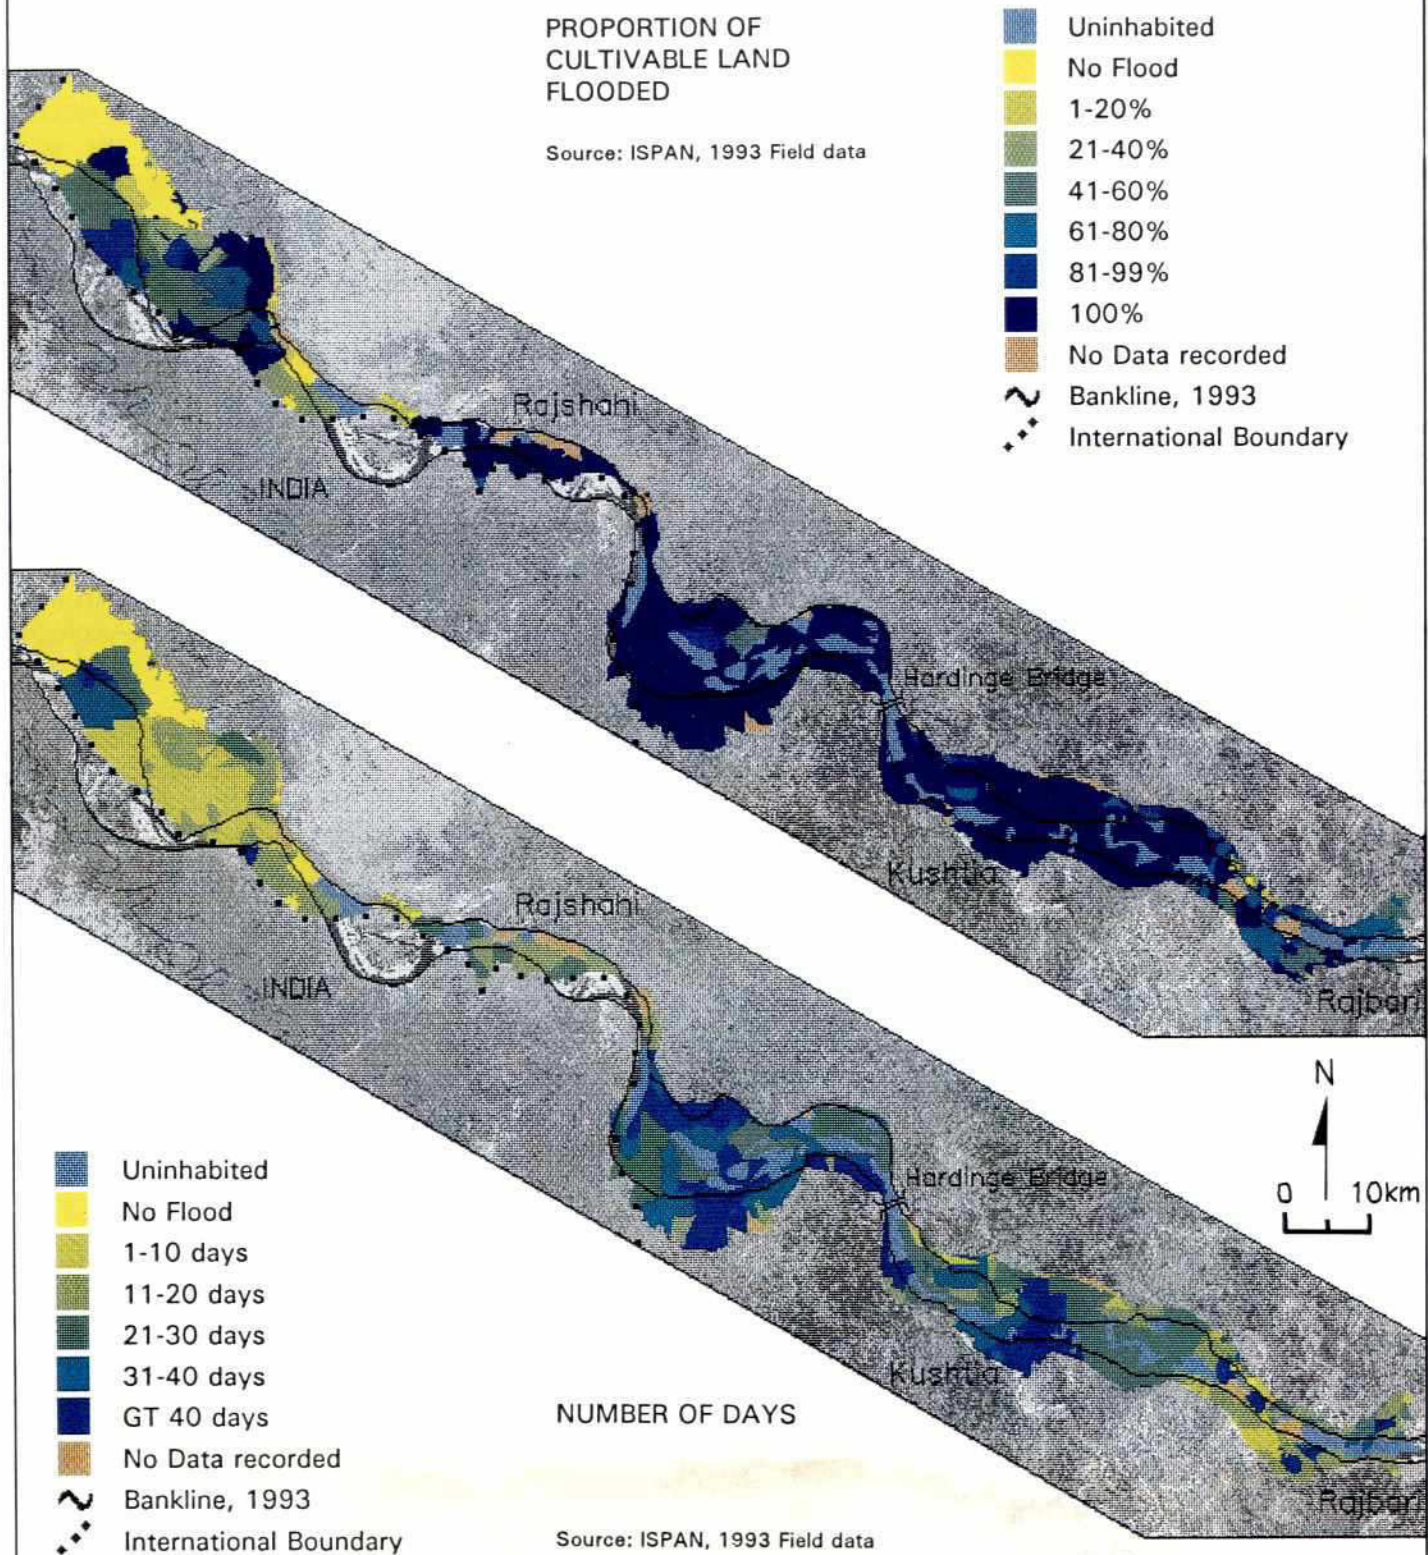 PROPORTION OF
CULTIVABLE LAND
FLOODED
Source: ISPAN, 1993 Field data
Uninhabited
No Flood
1-20%
21-40%
41-60%
61-80%
81-99%
100%
No Data recorded
Bankline, 1993
International Boundary
Rajshahi
INDIA
Hardinge Bridge
Kushtia
Rajbari
Rajshahi
INDIA
Hardinge Bridge
Kushtia
Rajbari
N
0 10km
Uninhabited
No Flood
1-10 days
11-20 days
21-30 days
31-40 days
GT 40 days
No Data recorded
Bankline, 1993
International Boundary
NUMBER OF DAYS
Source: ISPAN, 1993 Field data